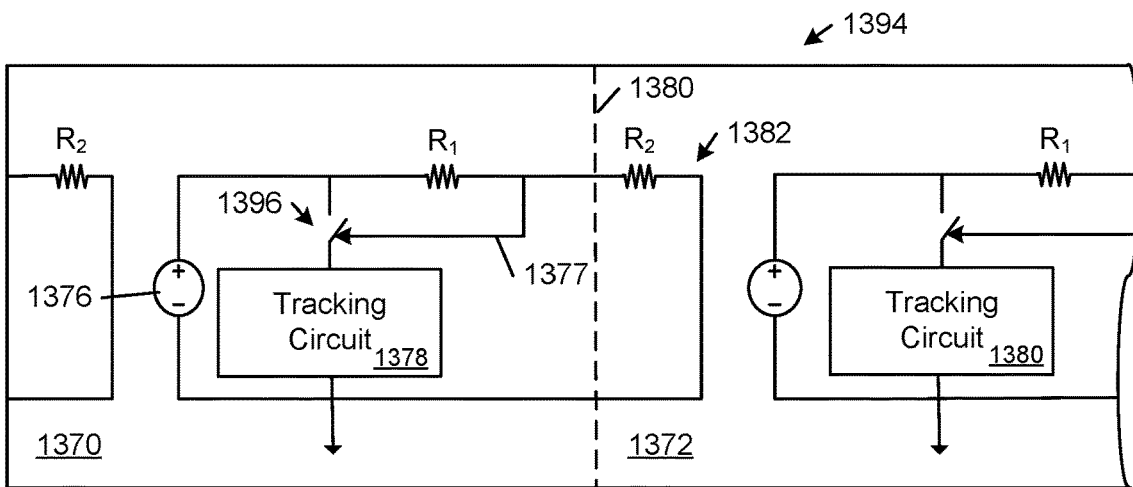 1394
1380
1382
R₂
R₁
R₂
R₁
1396
1377
1376
+
−
Tracking
Circuit
1378
+
−
Tracking
Circuit
1380
1370
1372